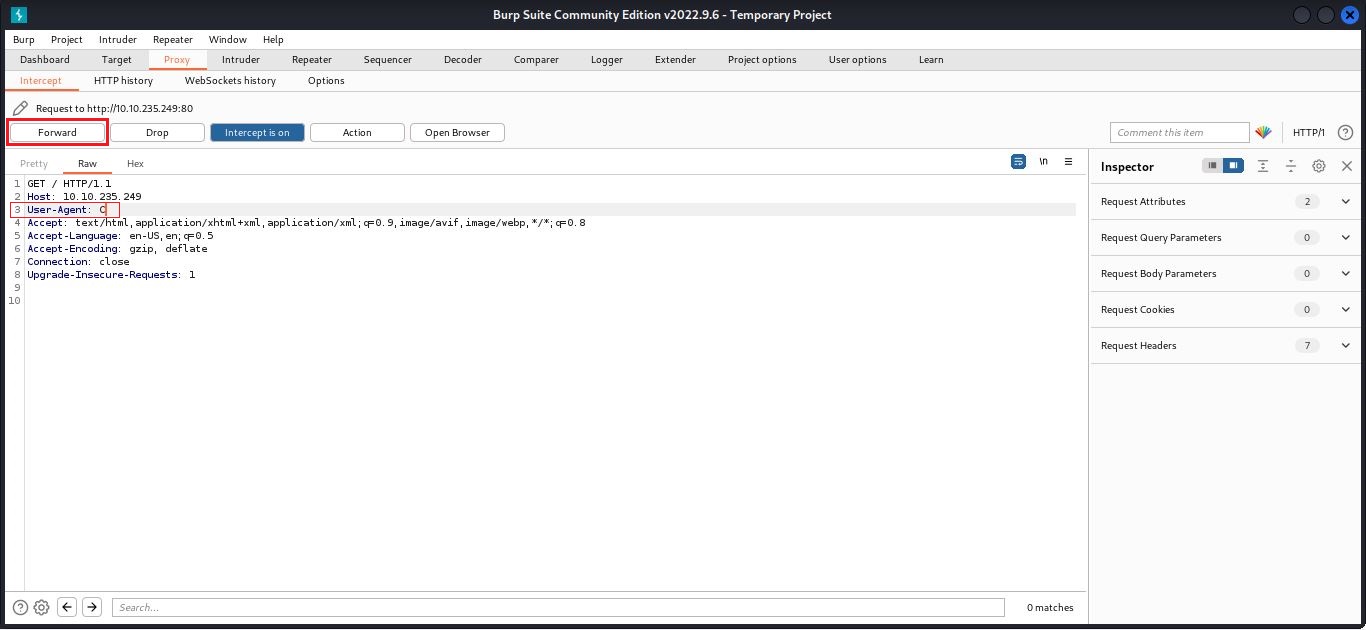 Burp Suite Community Edition v2022.9.6 - Temporary Project
Burp Project Intruder Repeater Window Help
Dashboard Target Proxy Intruder Repeater Sequencer Decoder Comparer Logger Extender Project options User options Learn
Intercept HTTP history WebSockets history Options
Request to http://10.10.235.249:80
Forward Drop Intercept is on Action Open Browser Comment this item HTTP/1 ?
Pretty Raw Hex \n
Inspector
1 GET / HTTP/1.1
2 Host: 10.10.235.249
3 User-Agent: C
4 Accept: text/html,application/xhtml+xml,application/xml;q=0.9,image/avif,image/webp,*/*;q=0.8
5 Accept-Language: en-US,en;q=0.5
6 Accept-Encoding: gzip, deflate
7 Connection: close
8 Upgrade-Insecure-Requests: 1
9
10
Request Attributes 2
Request Query Parameters 0
Request Body Parameters 0
Request Cookies 0
Request Headers 7
? Search... 0 matches